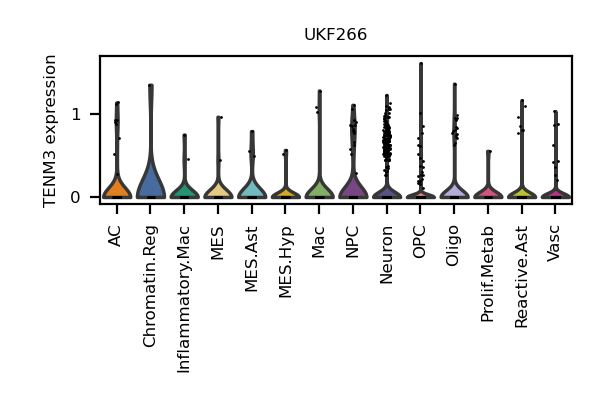 UKF266
TENM3 expression
1
0
AC
Chromatin.Reg
Inflammatory.Mac
MES
MES.Ast
MES.Hyp
Mac
NPC
Neuron
OPC
Oligo
Prolif.Metab
Reactive.Ast
Vasc